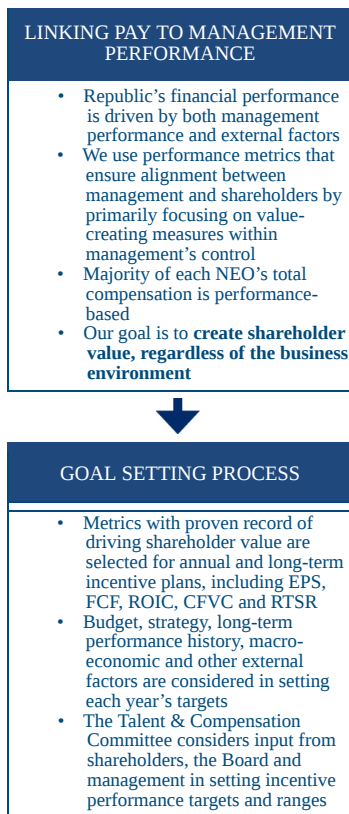 LINKING PAY TO MANAGEMENT
PERFORMANCE
• Republic’s financial performance
is driven by both management
performance and external factors
• We use performance metrics that
ensure alignment between
management and shareholders by
primarily focusing on value-
creating measures within
management’s control
• Majority of each NEO’s total
compensation is performance-
based
• Our goal is to create shareholder
value, regardless of the business
environment
GOAL SETTING PROCESS
• Metrics with proven record of
driving shareholder value are
selected for annual and long-term
incentive plans, including EPS,
FCF, ROIC, CFVC and RTSR
• Budget, strategy, long-term
performance history, macro-
economic and other external
factors are considered in setting
each year’s targets
• The Talent & Compensation
Committee considers input from
shareholders, the Board and
management in setting incentive
performance targets and ranges